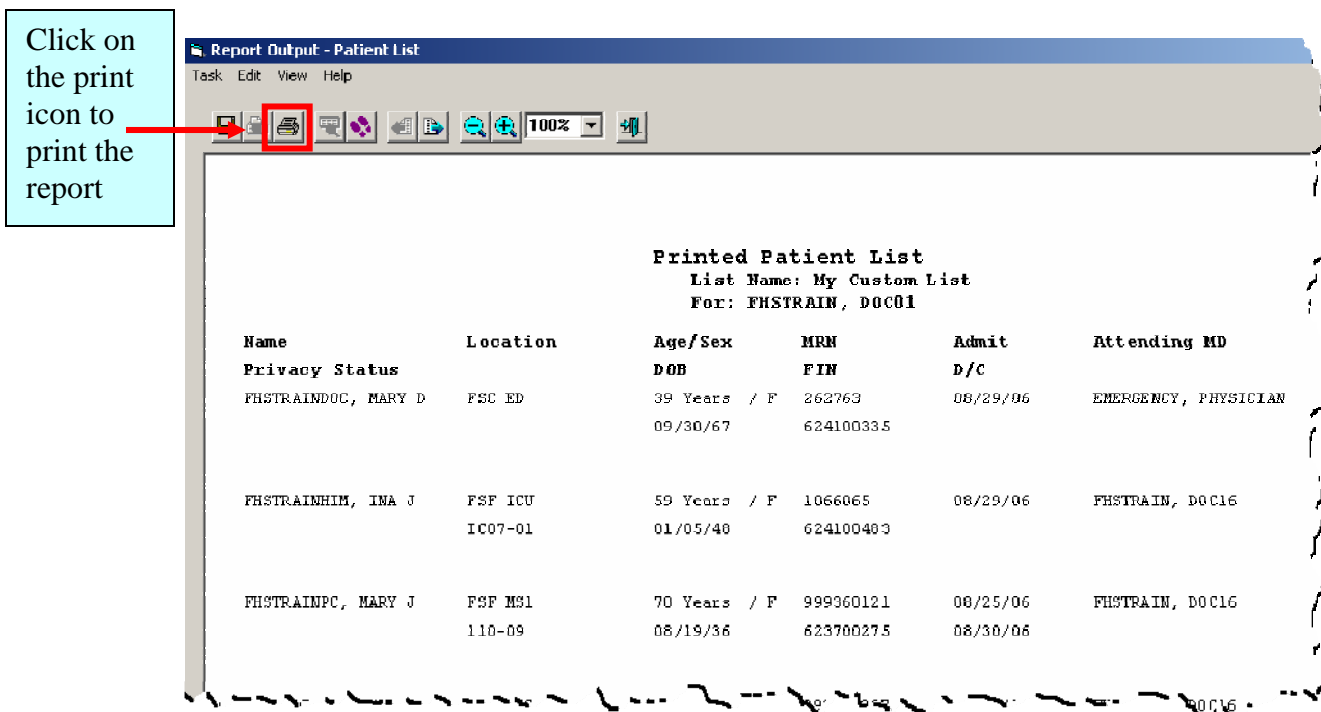 Click on
the print
icon to
print the
report
Report Output - Patient List
Task Edit View Help
100%
Printed Patient List
List Name: My Custom List
For: FHSTRAIN, DOC01
Name Location Age/Sex MRN Admit Attending MD
Privacy Status DOB FIN D/C
FHSTRAINDOC, MARY D FSC ED 39 Years / F 262763 08/29/06 EMERGENCY, PHYSICIAN
09/30/67 624100335
FHSTRAINHIM, INA J FSF ICU 59 Years / F 1066065 08/29/06 FHSTRAIN, DOC16
IC07-01 01/05/48 624100483
FHSTRAINPC, MARY J FSF MS1 70 Years / F 999360121 08/25/06 FHSTRAIN, DOC16
110-09 08/19/36 623700275 08/30/06
DOC16